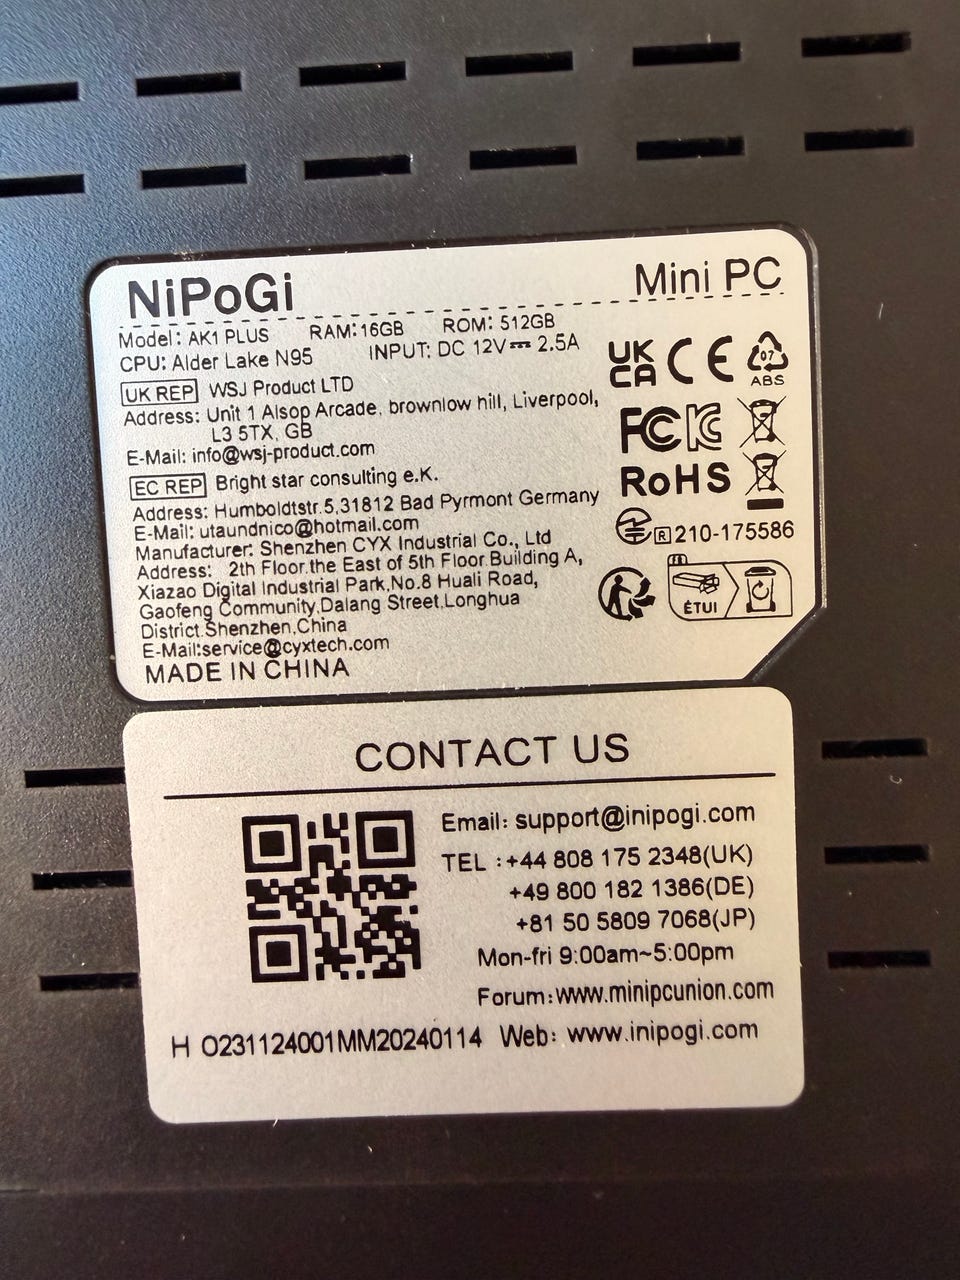 NiPoGi Mini PC
Model: AK1 PLUS RAM:16GB ROM: 512GB
CPU: Alder Lake N95 INPUT: DC 12V⎓ 2.5A
UK REP WSJ Product LTD
Address: Unit 1 Alsop Arcade, brownlow hill, Liverpool,
L3 5TX, GB
E-Mail: info@wsj-product.com
EC REP Bright star consulting e.K.
Address: Humboldtstr.5,31812 Bad Pyrmont Germany
E-Mail: utaundnico@hotmail.com
Manufacturer: Shenzhen CYX Industrial Co., Ltd
Address: 2th Floor.the East of 5th Floor.Building A,
Xiazao Digital Industrial Park,No.8 Huali Road,
Gaofeng Community,Dalang Street,Longhua
District.Shenzhen,China
E-Mail:service@cyxtech.com
MADE IN CHINA
UK CA CE 07 ABS
FC KC
RoHS
R 210-175586
ÉTUI
CONTACT US
Email: support@inipogi.com
TEL :+44 808 175 2348(UK)
+49 800 182 1386(DE)
+81 50 5809 7068(JP)
Mon-fri 9:00am~5:00pm
Forum:www.minipcunion.com
H O231124001MM20240114 Web: www.inipogi.com